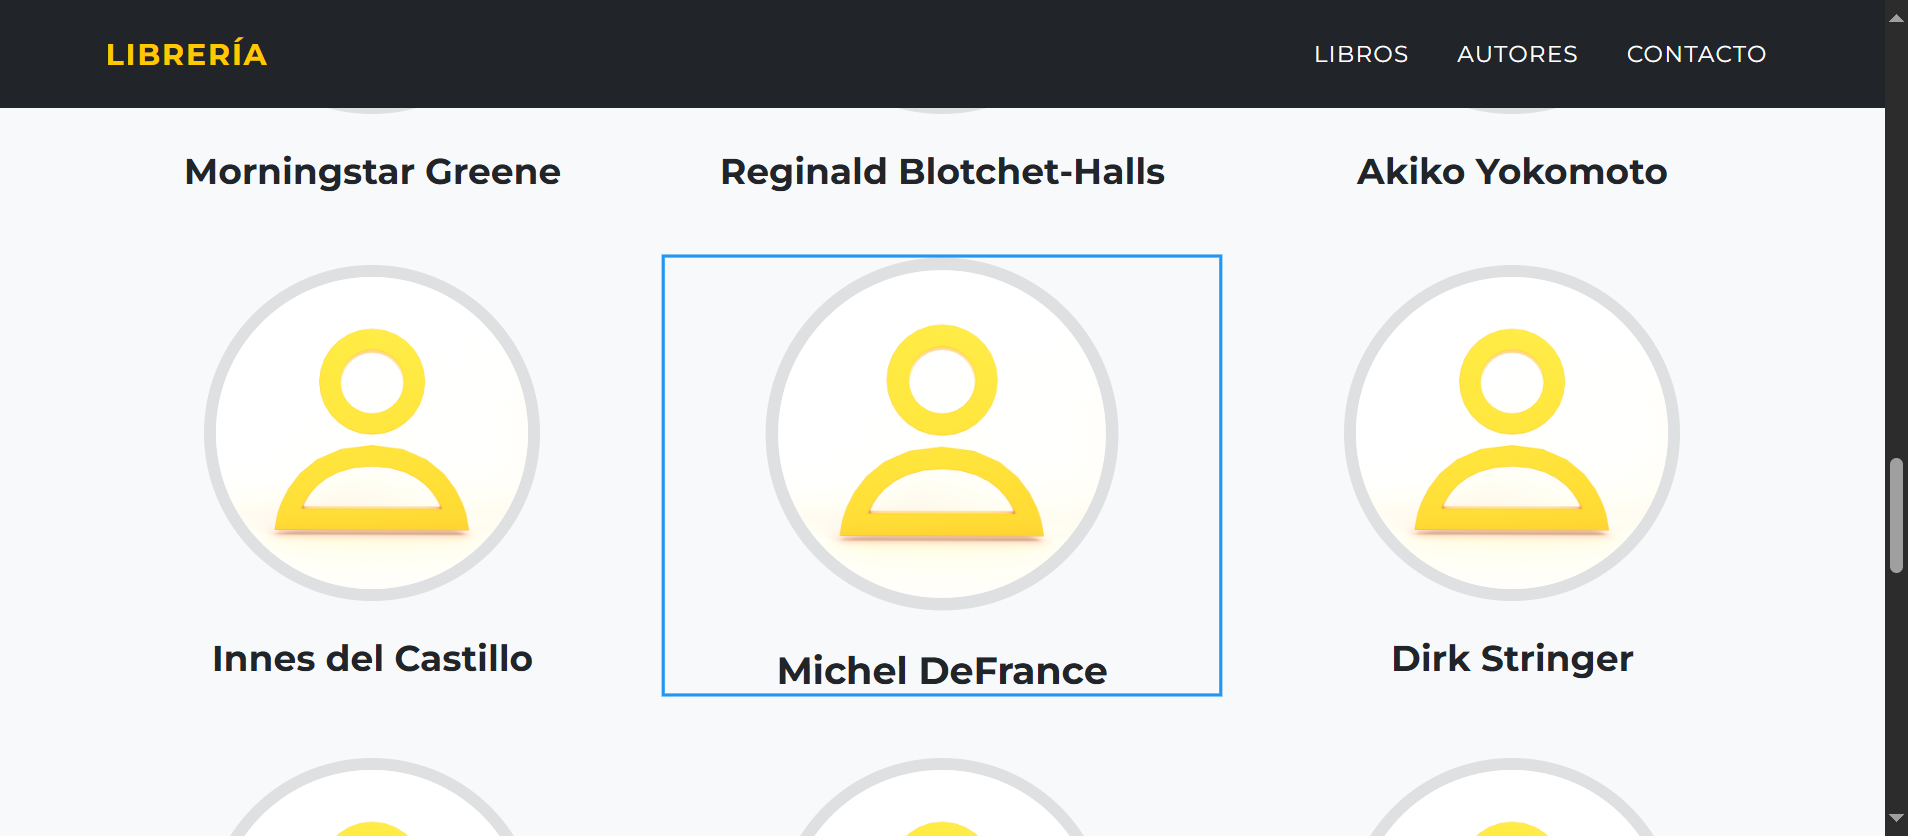 LIBRERÍA
LIBROS AUTORES CONTACTO
Morningstar Greene
Reginald Blotchet-Halls
Akiko Yokomoto
Innes del Castillo
Michel DeFrance
Dirk Stringer